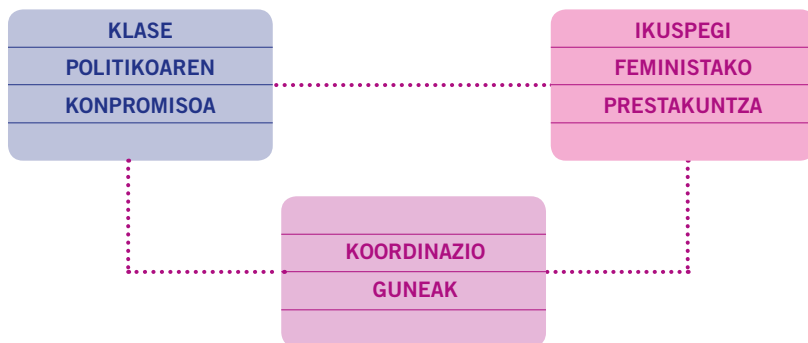 KLASE
POLITIKOAREN
KONPROMISOA
IKUSPEGI
FEMINISTAKO
PRESTAKUNTZA
KOORDINAZIO
GUNEAK